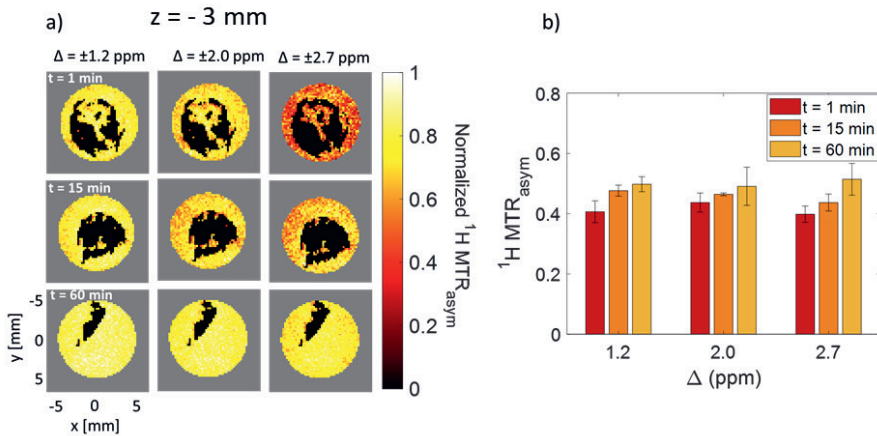 a)
z = - 3 mm
Δ = ±1.2 ppm
Δ = ±2.0 ppm
Δ = ±2.7 ppm
t = 1 min
t = 15 min
t = 60 min
-5
0
5
y [mm]
-5
0
5
x [mm]
1
0.8
0.6
0.4
0.2
0
Normalized ¹H MTRasym
b)
0.8
0.6
0.4
0.2
0
¹H MTRasym
t = 1 min
t = 15 min
t = 60 min
1.2
2.0
2.7
Δ (ppm)